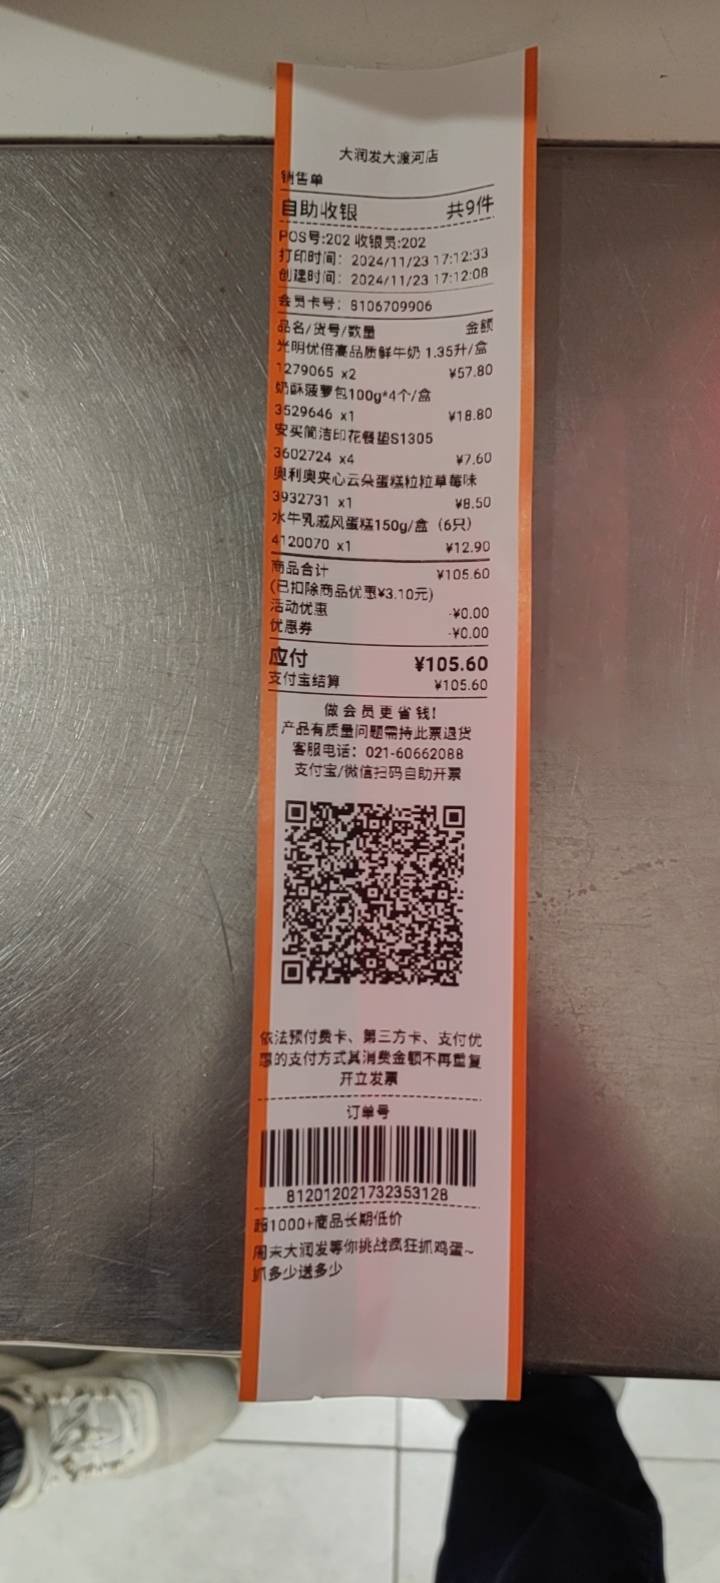 大润发大渡河店
销售单
自助收银 共9件
POS号:202 收银员:202
打印时间: 2024/11/23 17:12:33
创建时间: 2024/11/23 17:12:08
会员卡号: 8106709906
品名/货号/数量 金额
光明优倍高品质鲜牛奶 1.35升/盒
1279065 x2 ¥57.80
奶酥菠萝包100g*4个/盒
3529646 x1 ¥18.80
安买简洁印花餐垫S1305
3602724 x4 ¥7.60
奥利奥夹心云朵蛋糕粒粒草莓味
3932731 x1 ¥8.50
水牛乳戚风蛋糕150g/盒 (6只)
4120070 x1 ¥12.90
商品合计 ¥105.60
(已扣除商品优惠¥3.10元)
活动优惠 -¥0.00
优惠券 -¥0.00
应付 ¥105.60
支付宝结算 ¥105.60
做会员更省钱!
产品有质量问题需持此票退货
客服电话: 021-60662088
支付宝/微信扫码自助开票
依法预付费卡、第三方卡、支付优
惠的支付方式其消费金额不再重复
开立发票
订单号
812012021732353128
超1000+商品长期低价
周末大润发等你挑战疯狂抓鸡蛋~
抓多少送多少